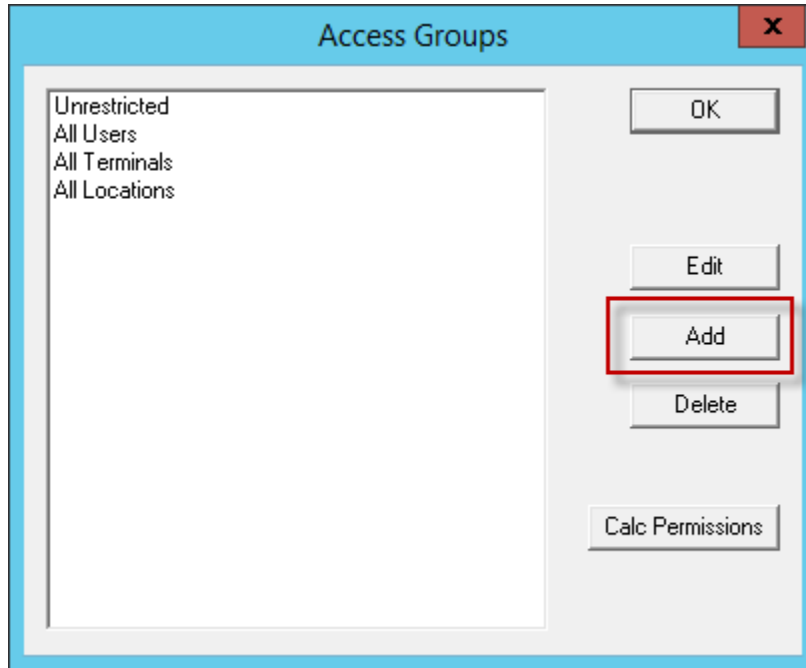 Access Groups
x
Unrestricted
All Users
All Terminals
All Locations
OK
Edit
Add
Delete
Calc Permissions